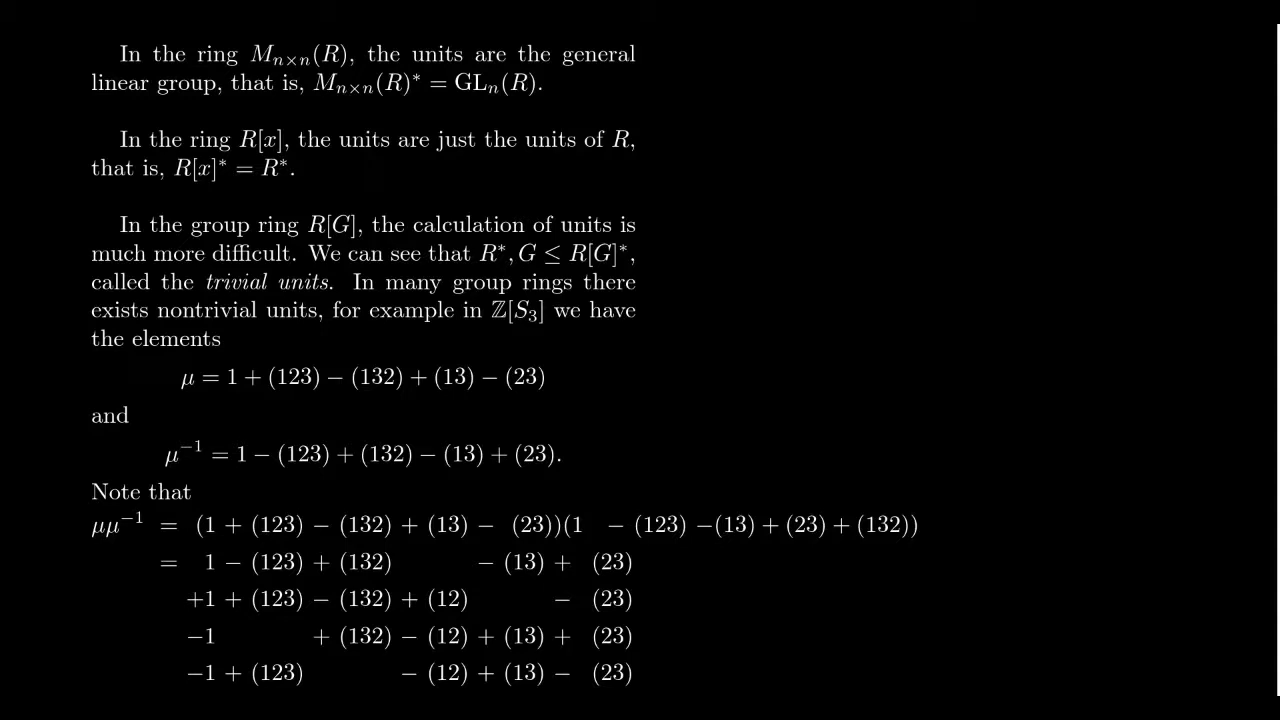 In the ring Mₙₓₙ(R), the units are the general
linear group, that is, Mₙₓₙ(R)* = GLₙ(R).
In the ring R[x], the units are just the units of R,
that is, R[x]* = R*.
In the group ring R[G], the calculation of units is
much more difficult. We can see that R*, G ≤ R[G]*,
called the trivial units. In many group rings there
exists nontrivial units, for example in ℤ[S₃] we have
the elements
μ = 1 + (123) − (132) + (13) − (23)
and
μ⁻¹ = 1 − (123) + (132) − (13) + (23).
Note that
μμ⁻¹ = (1 + (123) − (132) + (13) − (23))(1 − (123) −(13) + (23) + (132))
= 1 − (123) + (132) − (13) + (23)
+1 + (123) − (132) + (12) − (23)
−1 + (132) − (12) + (13) + (23)
−1 + (123) − (12) + (13) − (23)